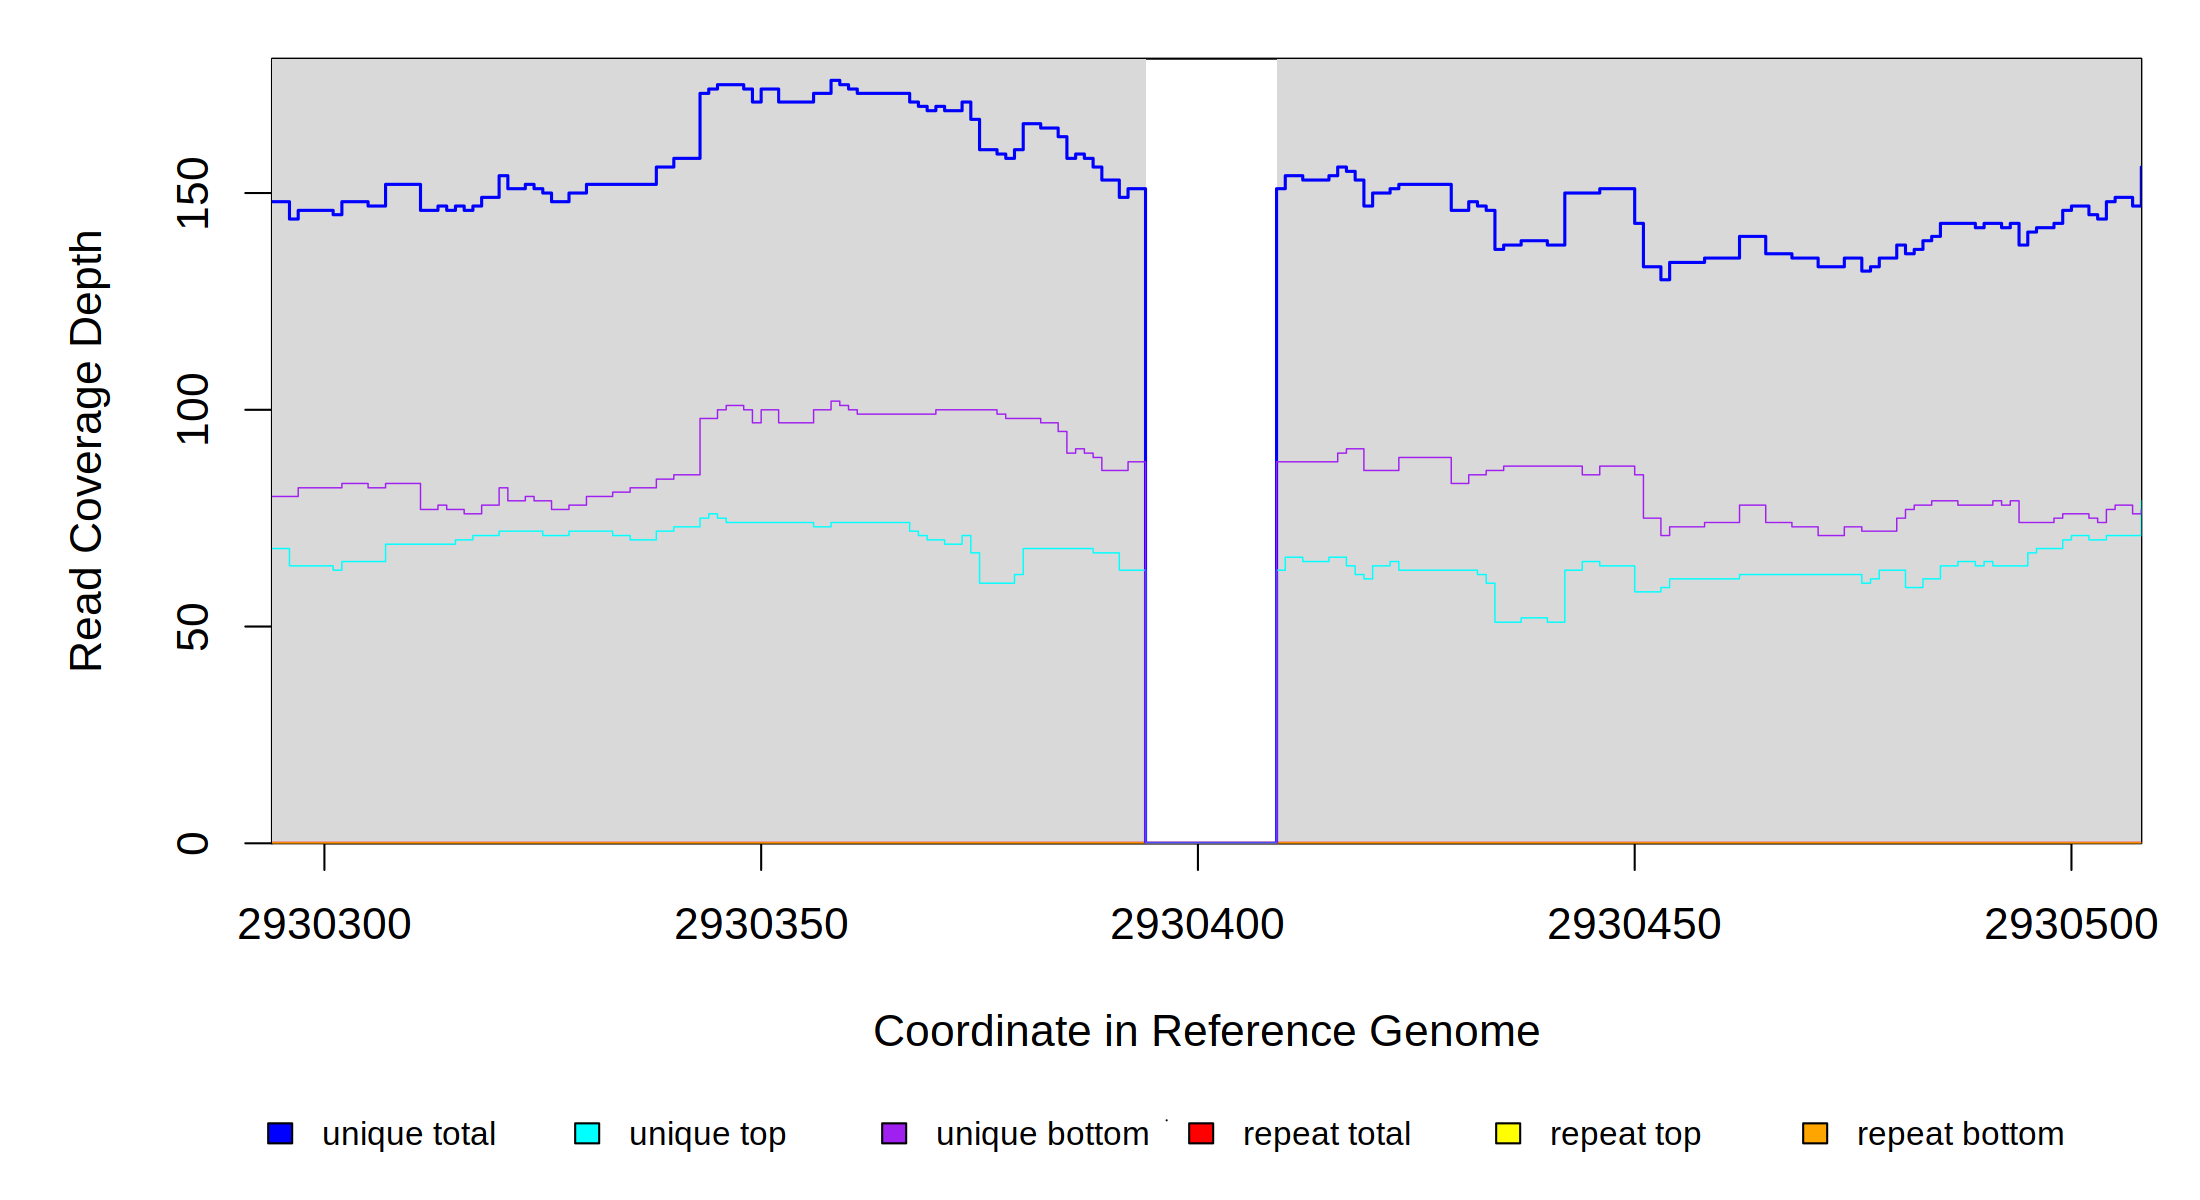 Read Coverage Depth
150
100
50
0
2930300 2930350 2930400 2930450 2930500
Coordinate in Reference Genome
unique total unique top unique bottom repeat total repeat top repeat bottom